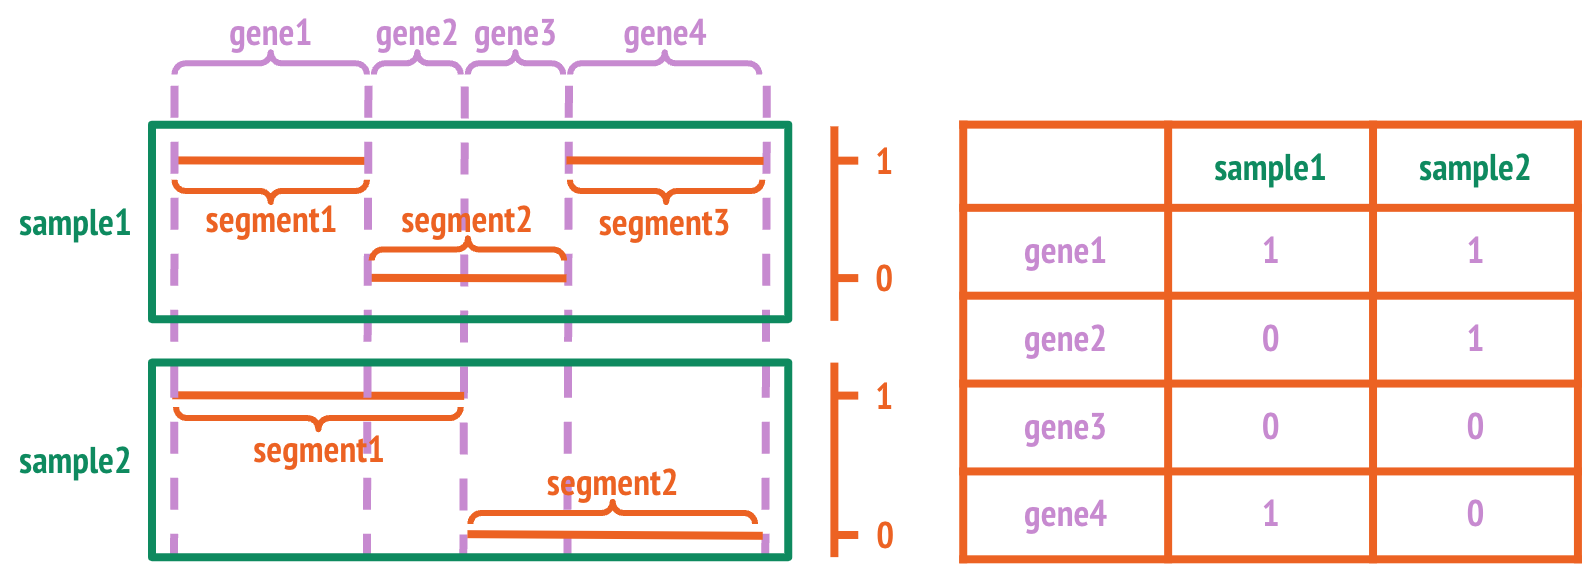 gene1 gene2 gene3 gene4
sample1
segment1 segment2 segment3
1
0
sample2
segment1
segment2
1
0
sample1 sample2
gene1 1 1
gene2 0 1
gene3 0 0
gene4 1 0